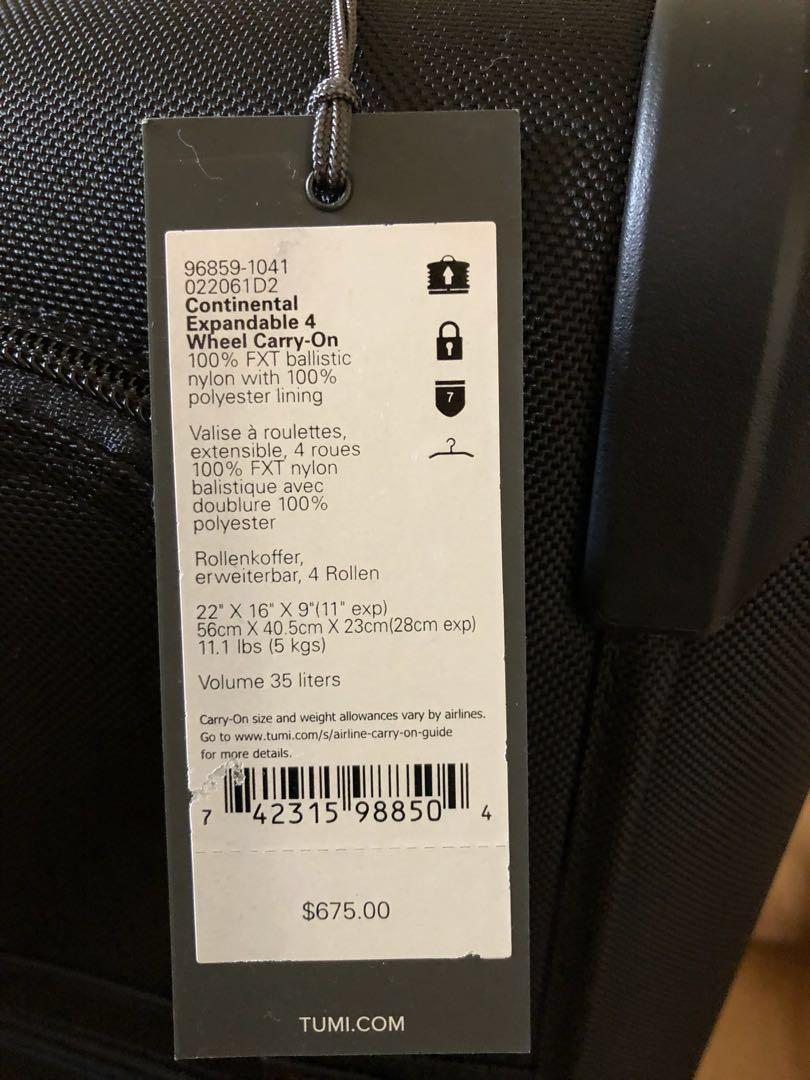 96859-1041
022061D2
Continental
Expandable 4
Wheel Carry-On
100% FXT ballistic
nylon with 100%
polyester lining
7
Valise à roulettes,
extensible, 4 roues
100% FXT nylon
balistique avec
doublure 100%
polyester
Rollenkoffer,
erweiterbar, 4 Rollen
22" X 16" X 9"(11" exp)
56cm X 40.5cm X 23cm(28cm exp)
11.1 lbs (5 kgs)
Volume 35 liters
Carry-On size and weight allowances vary by airlines.
Go to www.tumi.com/s/airline-carry-on-guide
for more details.
7 42315 98850 4
$675.00
TUMI.COM